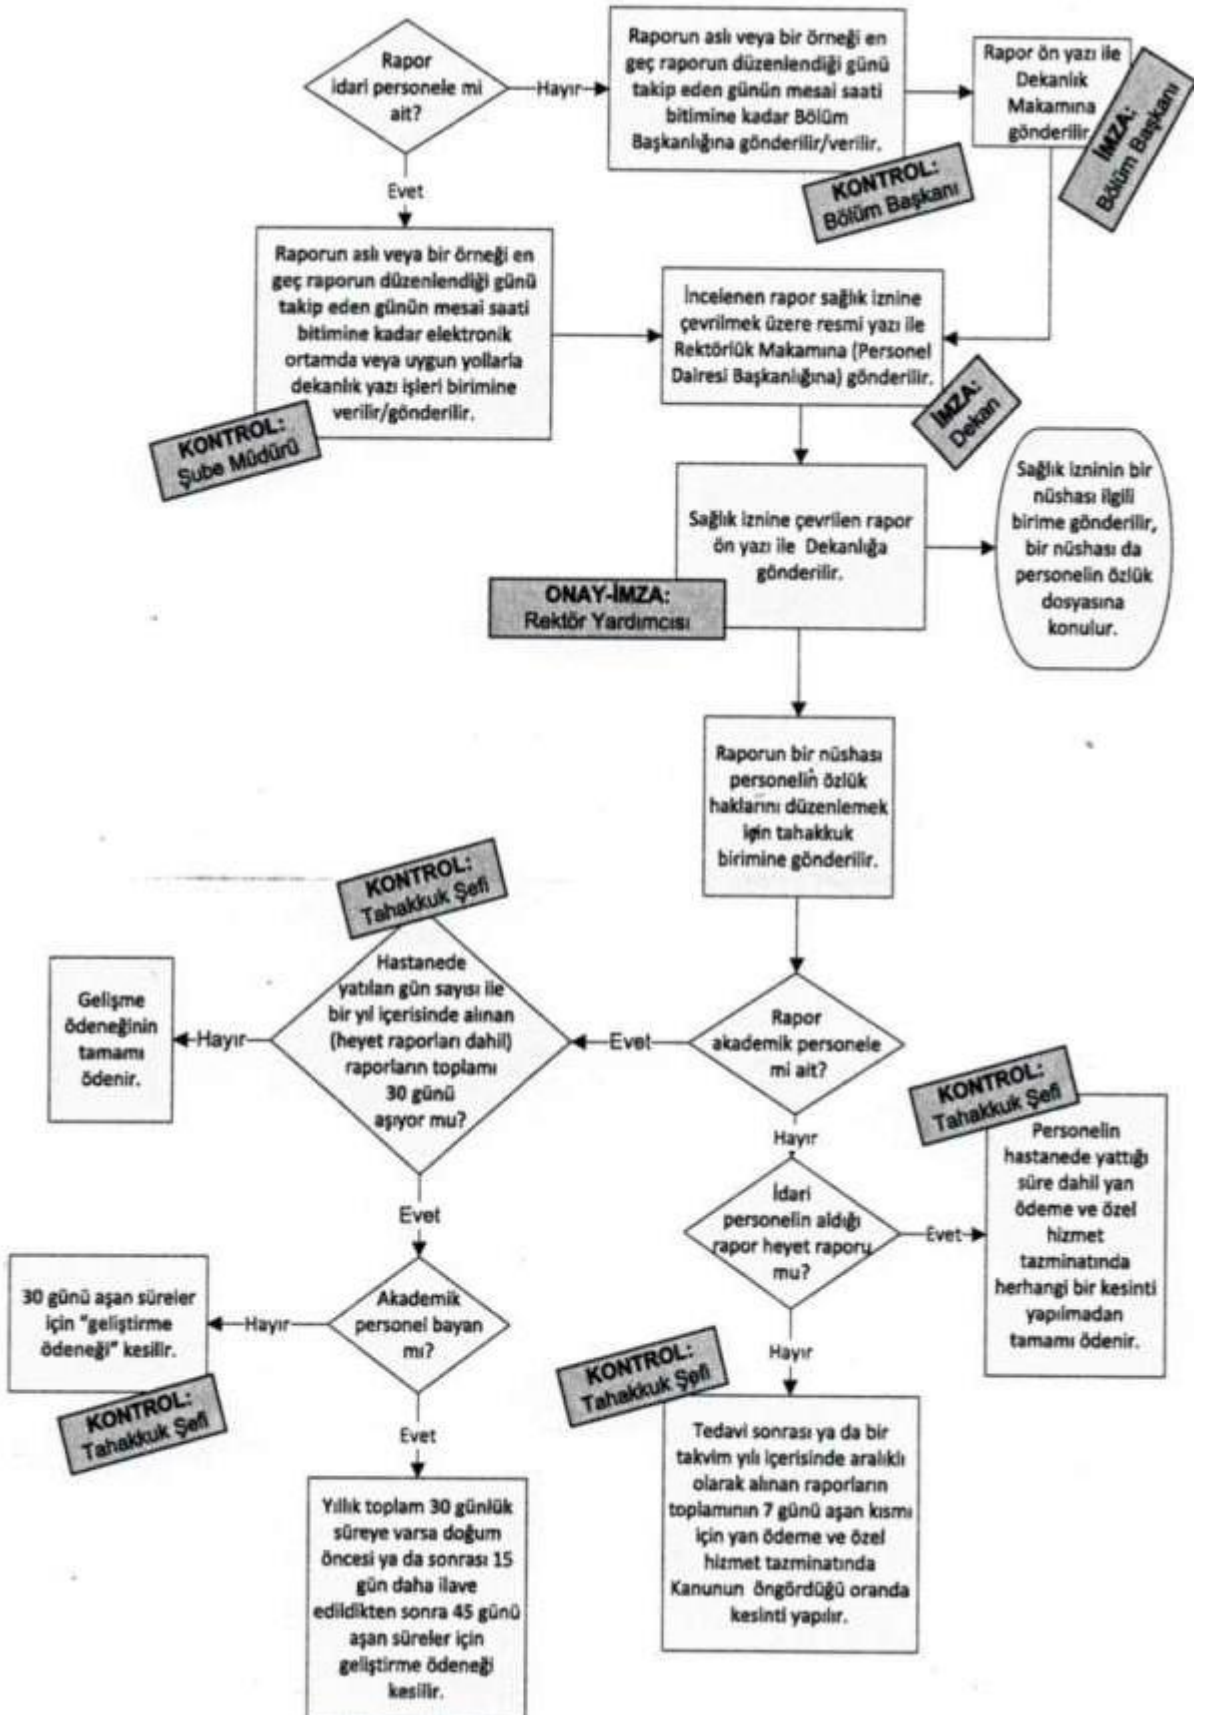 Rapor
idari personele mi
ait?
Hayır
Raporun aslı veya bir örneği en
geç raporun düzenlendiği günü
takip eden günün mesai saati
bitimine kadar Bölüm
Başkanlığına gönderilir/verilir.
KONTROL:
Bölüm Başkanı
Rapor ön yazı ile
Dekanlık
Makamına
gönderilir
İMZA:
Bölüm Başkanı
Evet
Raporun aslı veya bir örneği en
geç raporun düzenlendiği günü
takip eden günün mesai saati
bitimine kadar elektronik
ortamda veya uygun yollarla
dekanlık yazı işleri birimine
verilir/gönderilir.
KONTROL:
Şube Müdürü
İncelenen rapor sağlık iznine
çevrilmek üzere resmi yazı ile
Rektörlük Makamına (Personel
Dairesi Başkanlığına) gönderilir.
İMZA:
Dekan
Sağlık iznine çevrilen rapor
ön yazı ile Dekanlığa
gönderilir.
ONAY-İMZA:
Rektör Yardımcısı
Sağlık izninin bir
nüshası ilgili
birime gönderilir,
bir nüshası da
personelin özlük
dosyasına
konulur.
Raporun bir nüshası
personelin özlük
haklarını düzenlemek
için tahakkuk
birimine gönderilir.
Rapor
akademik personele
mi ait?
Evet
KONTROL:
Tahakkuk Şefi
Hastanede
yatılan gün sayısı ile
bir yıl içerisinde alınan
(heyet raporları dahil)
raporların toplamı
30 günü
aşıyor mu?
Hayır
Gelişme
ödeneğinin
tamamı
ödenir.
Hayır
İdari
personelin aldığı
rapor heyet raporu
mu?
Evet
KONTROL:
Tahakkuk Şefi
Personelin
hastanede yattığı
süre dahil yan
ödeme ve özel
hizmet
tazminatında
herhangi bir kesinti
yapılmadan
tamamı ödenir.
Evet
Akademik
personel bayan
mı?
Hayır
30 günü aşan süreler
için "geliştirme
ödeneği" kesilir.
KONTROL:
Tahakkuk Şefi
Hayır
KONTROL:
Tahakkuk Şefi
Tedavi sonrası ya da bir
takvim yılı içerisinde aralıklı
olarak alınan raporların
toplamının 7 günü aşan kısmı
için yan ödeme ve özel
hizmet tazminatında
Kanunun öngördüğü oranda
kesinti yapılır.
Evet
Yıllık toplam 30 günlük
süreye varsa doğum
öncesi ya da sonrası 15
gün daha ilave
edildikten sonra 45 günü
aşan süreler için
geliştirme ödeneği
kesilir.